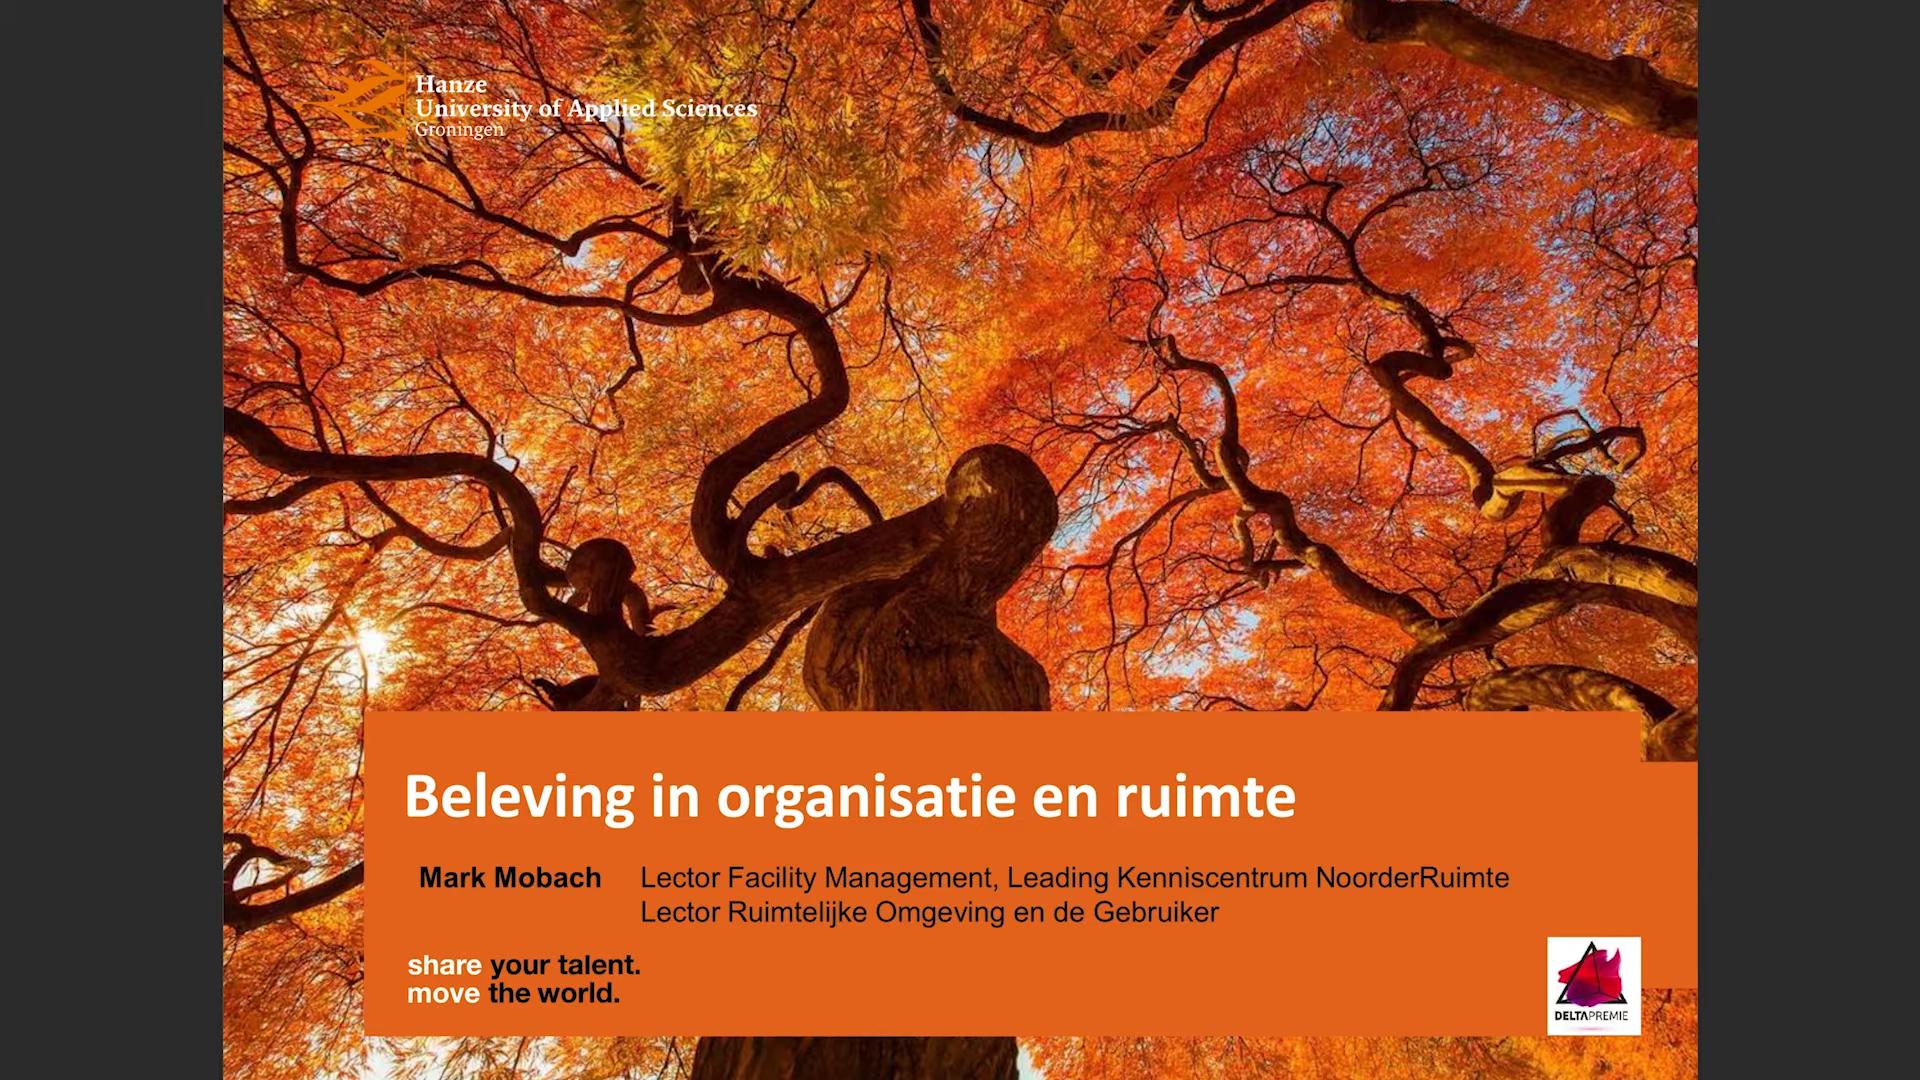 Hanze
University of Applied Sciences
Groningen
Beleving in organisatie en ruimte
Mark Mobach Lector Facility Management, Leading Kenniscentrum NoorderRuimte
Lector Ruimtelijke Omgeving en de Gebruiker
share your talent.
move the world.
DELTAPREMIE